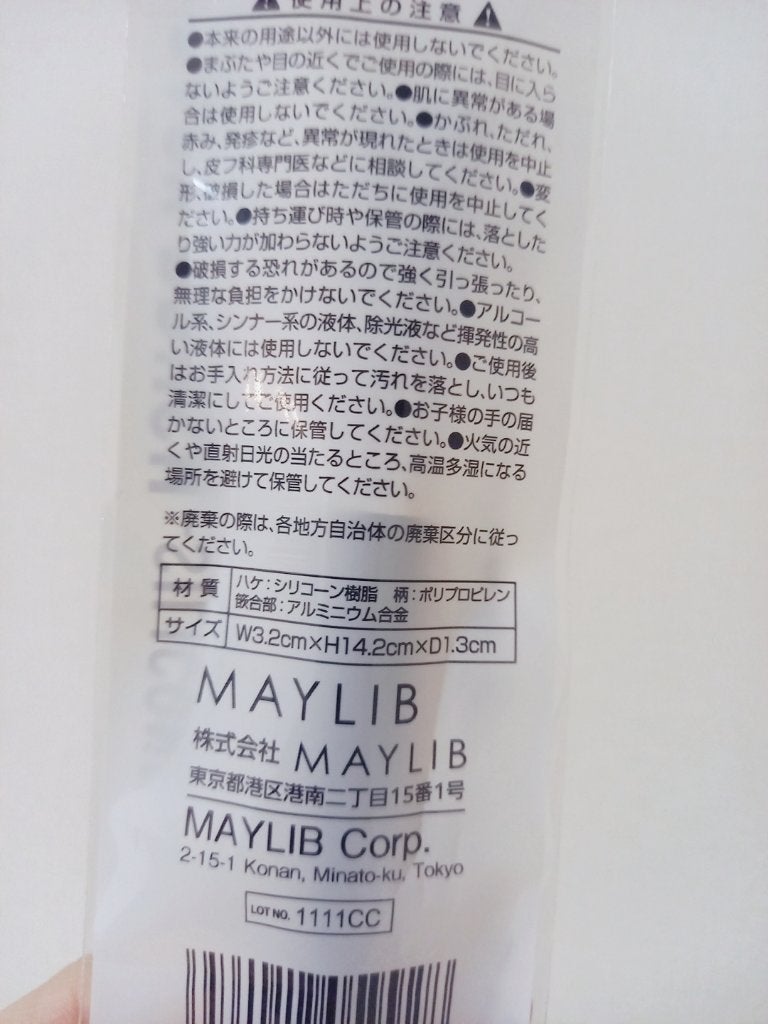 使用上の注意
●本来の用途以外には使用しないでください。
●まぶたや目の近くでご使用の際には、目に入ら
ないようご注意ください。●肌に異常がある場
合は使用しないでください。●かぶれ、ただれ、
赤み、発疹など、異常が現れたときは使用を中止
し、皮フ科専門医などに相談してください。●変
形、破損した場合はただちに使用を中止してく
ださい。●持ち運び時や保管の際には、落とした
り強い力が加わらないようご注意ください。
●破損する恐れがあるので強く引っ張ったり、
無理な負担をかけないでください。●アルコー
ル系、シンナー系の液体、除光液など揮発性の高
い液体には使用しないでください。●ご使用後
はお手入れ方法に従って汚れを落とし、いつも
清潔にしてご使用ください。●お子様の手の届
かないところに保管してください。●火気の近
くや直射日光の当たるところ、高温多湿になる
場所を避けて保管してください。
※廃棄の際は、各地方自治体の廃棄区分に従っ
てください。
材質 ハケ：シリコーン樹脂 柄：ポリプロピレン
嵌合部：アルミニウム合金
サイズ W3.2cm×H14.2cm×D1.3cm
MAYLIB
株式会社 MAYLIB
東京都港区港南二丁目15番1号
MAYLIB Corp.
2-15-1 Konan, Minato-ku, Tokyo
LOT NO. 1111CC